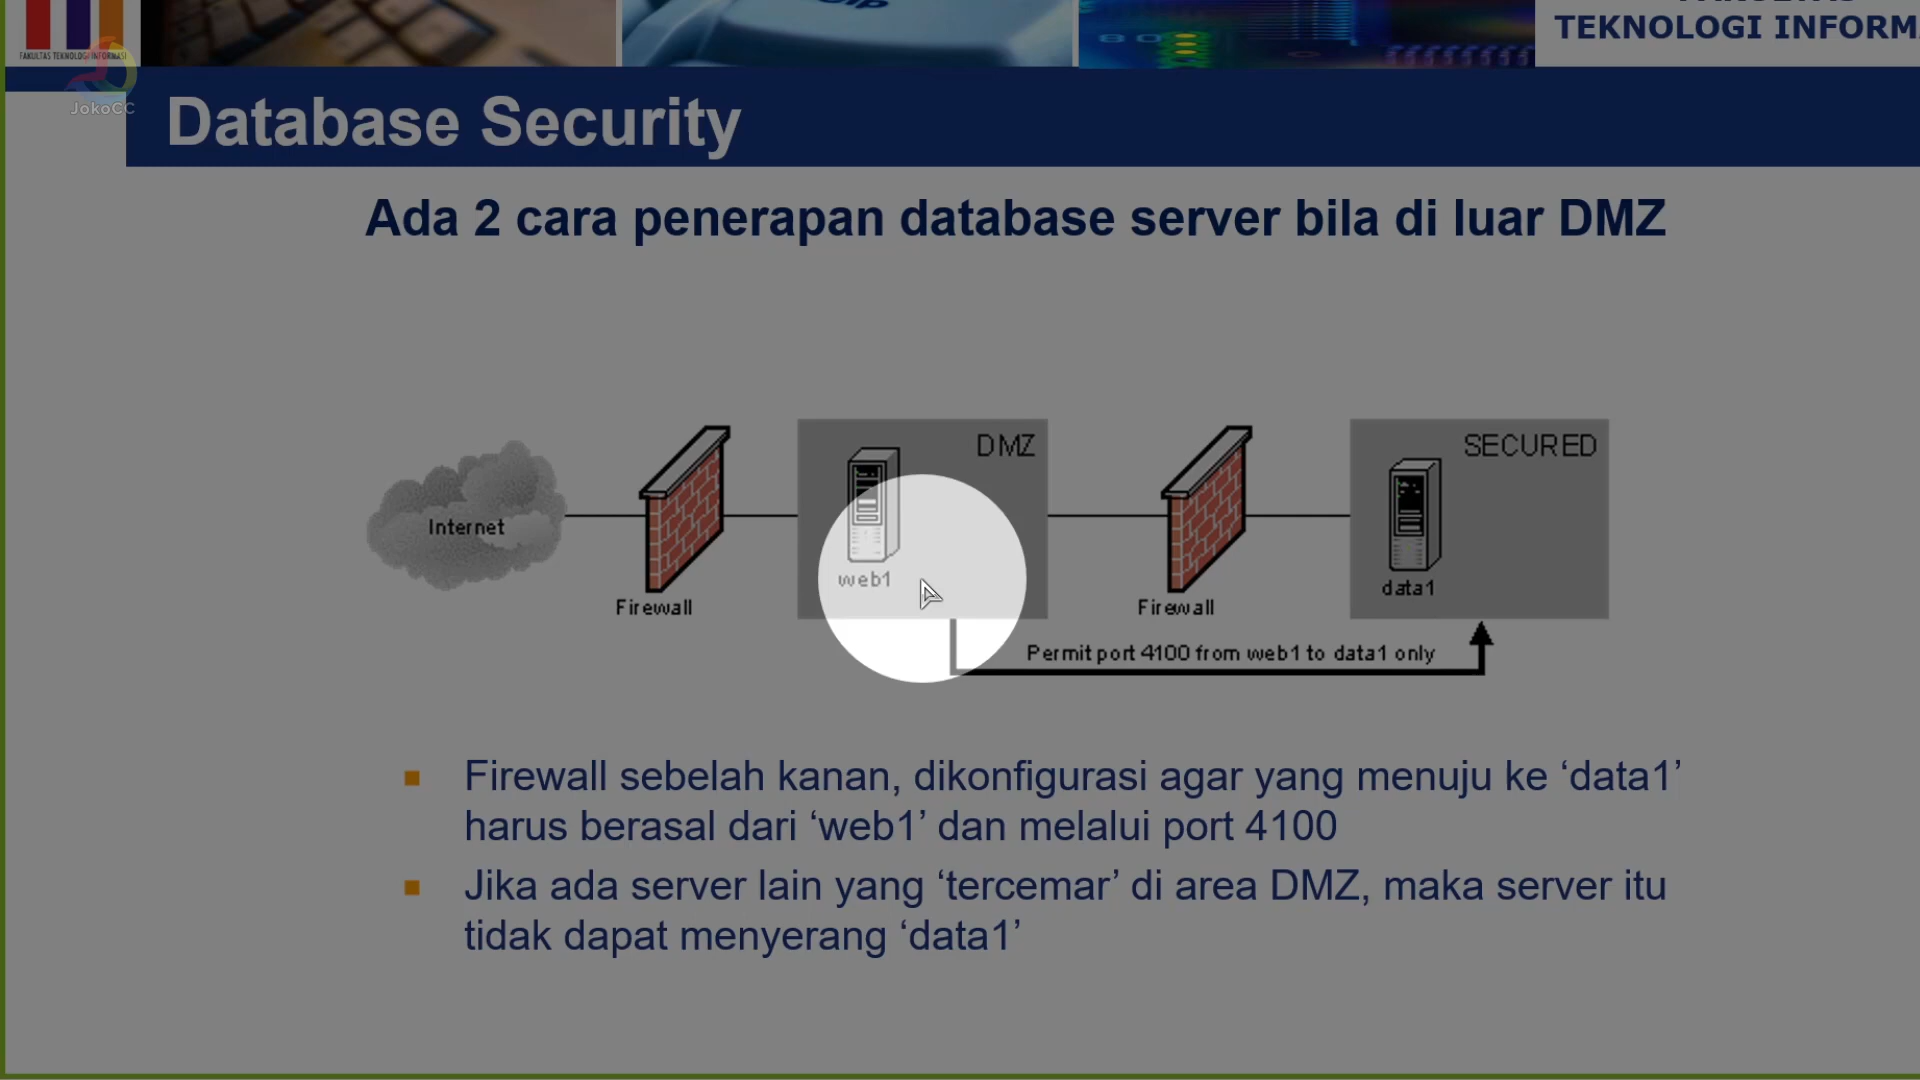 TEKNOLOGI INFORM
FAKULTAS TEKNOLOGI INFORMASI
JokoCC
Database Security
Ada 2 cara penerapan database server bila di luar DMZ
DMZ
SECURED
Internet
web1
data1
Firewall
Firewall
Permit port 4100 from web1 to data1 only
Firewall sebelah kanan, dikonfigurasi agar yang menuju ke ‘data1’
harus berasal dari ‘web1’ dan melalui port 4100
Jika ada server lain yang ‘tercemar’ di area DMZ, maka server itu
tidak dapat menyerang ‘data1’